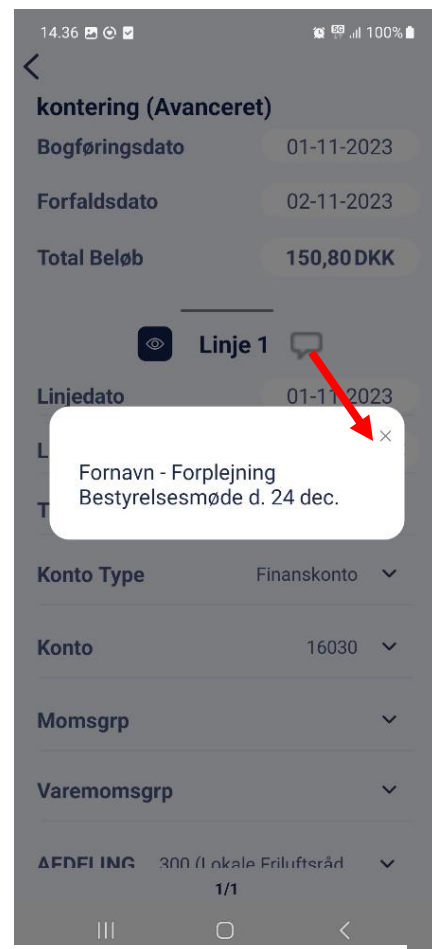 14.36 5G 100%
kontering (Avanceret)
Bogføringsdato 01-11-2023
Forfaldsdato 02-11-2023
Total Beløb 150,80 DKK
Linje 1
Linjedato 01-11-2023
L
Fornavn - Forplejning
Bestyrelsesmøde d. 24 dec.
T
Konto Type Finanskonto
Konto 16030
Momsgrp
Varemomsgrp
AFDELING 300 (Lokale Friluftsråd
1/1